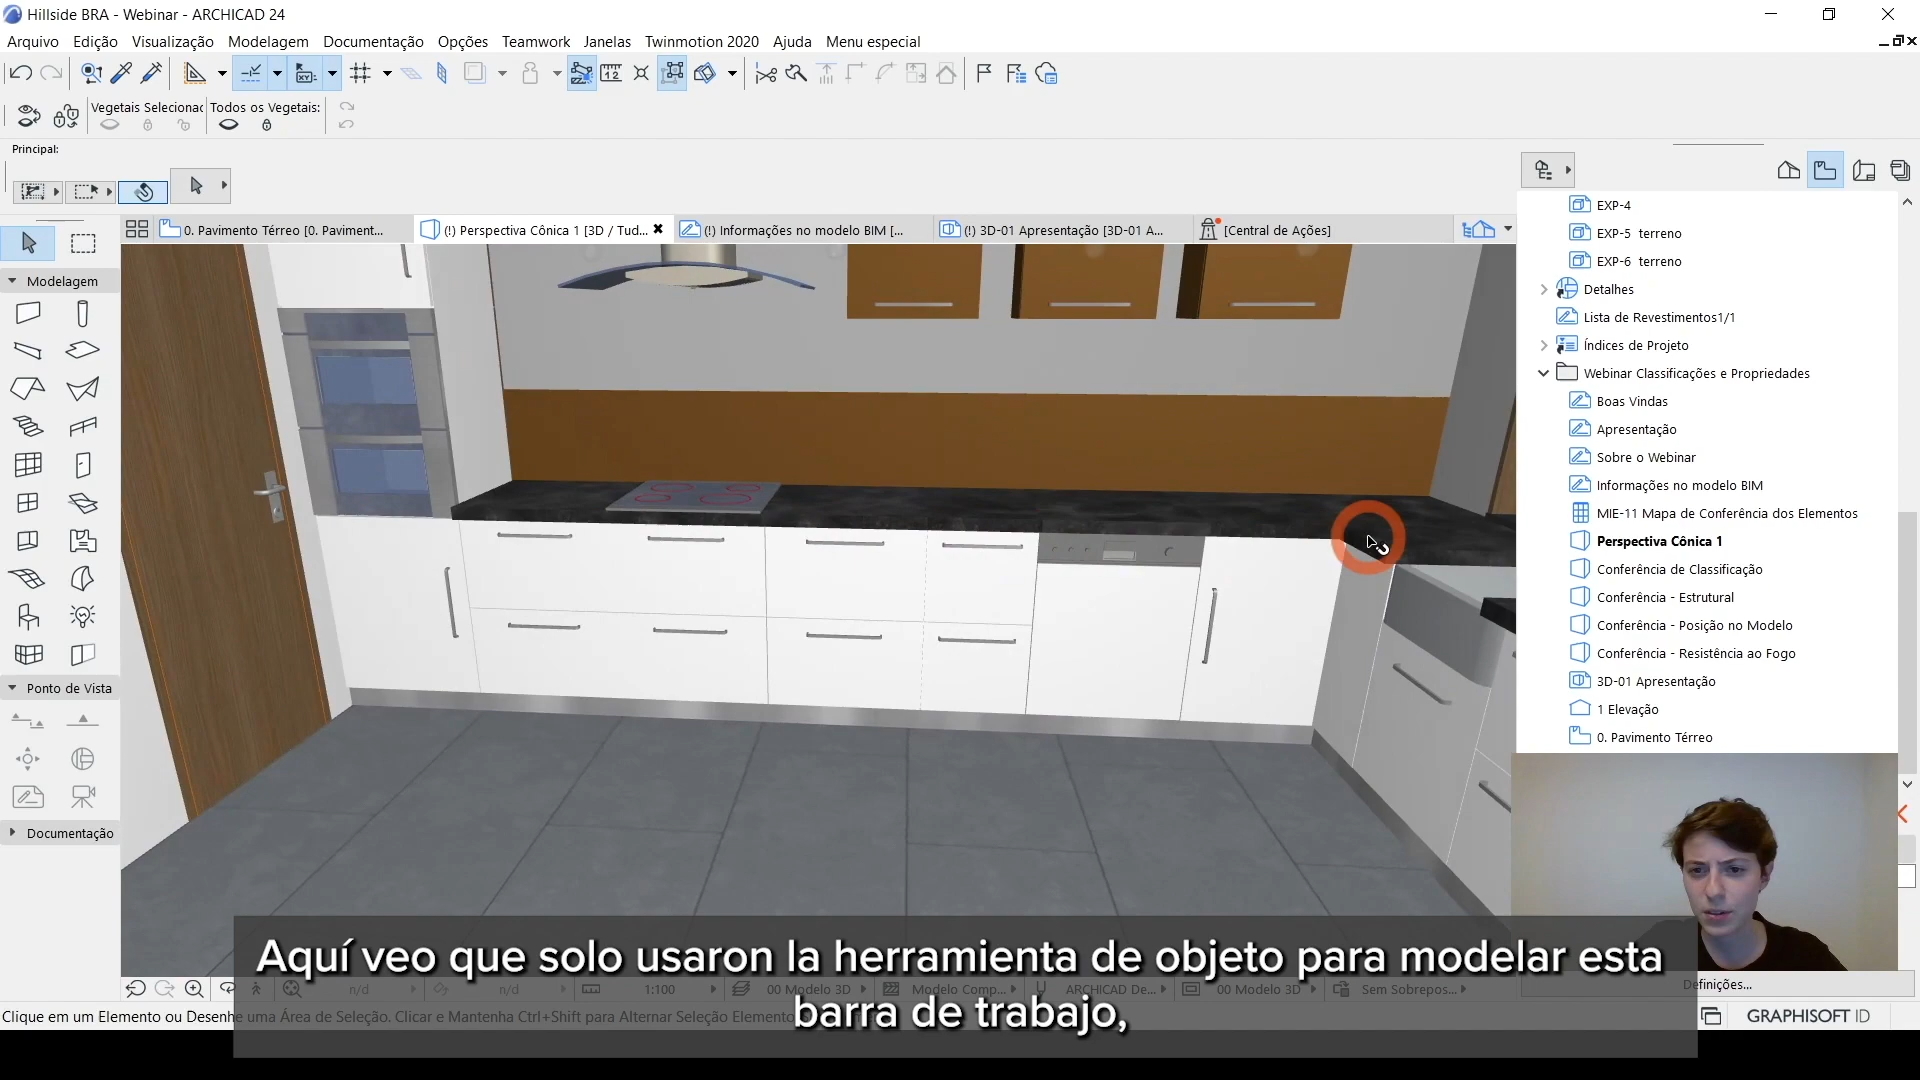 Hillside BRA - Webinar - ARCHICAD 24
Arquivo Edição Visualização Modelagem Documentação Opções Teamwork Janelas Twinmotion 2020 Ajuda Menu especial
Vegetais Selecionac Todos os Vegetais:
Principal:
0. Pavimento Térreo [0. Paviment...
(!) Perspectiva Cônica 1 [3D / Tud...
(!) Informações no modelo BIM [...
(!) 3D-01 Apresentação [3D-01 A...
[Central de Ações]
Modelagem
Ponto de Vista
Documentação
EXP-4
EXP-5 terreno
EXP-6 terreno
Detalhes
Lista de Revestimentos1/1
Índices de Projeto
Webinar Classificações e Propriedades
Boas Vindas
Apresentação
Sobre o Webinar
Informações no modelo BIM
MIE-11 Mapa de Conferência dos Elementos
Perspectiva Cônica 1
Conferência de Classificação
Conferência - Estrutural
Conferência - Posição no Modelo
Conferência - Resistência ao Fogo
3D-01 Apresentação
1 Elevação
0. Pavimento Térreo
Aquí veo que solo usaron la herramienta de objeto para modelar esta
barra de trabajo,
n/d n/d 1:100 00 Modelo 3D Modelo Comp... ARCHICAD De... 00 Modelo 3D Sem Sobrepos...
Definições...
Clique em um Elemento ou Desenhe uma Área de Seleção. Clicar e Mantenha Ctrl+Shift para Alternar Seleção Elemento
GRAPHISOFT ID